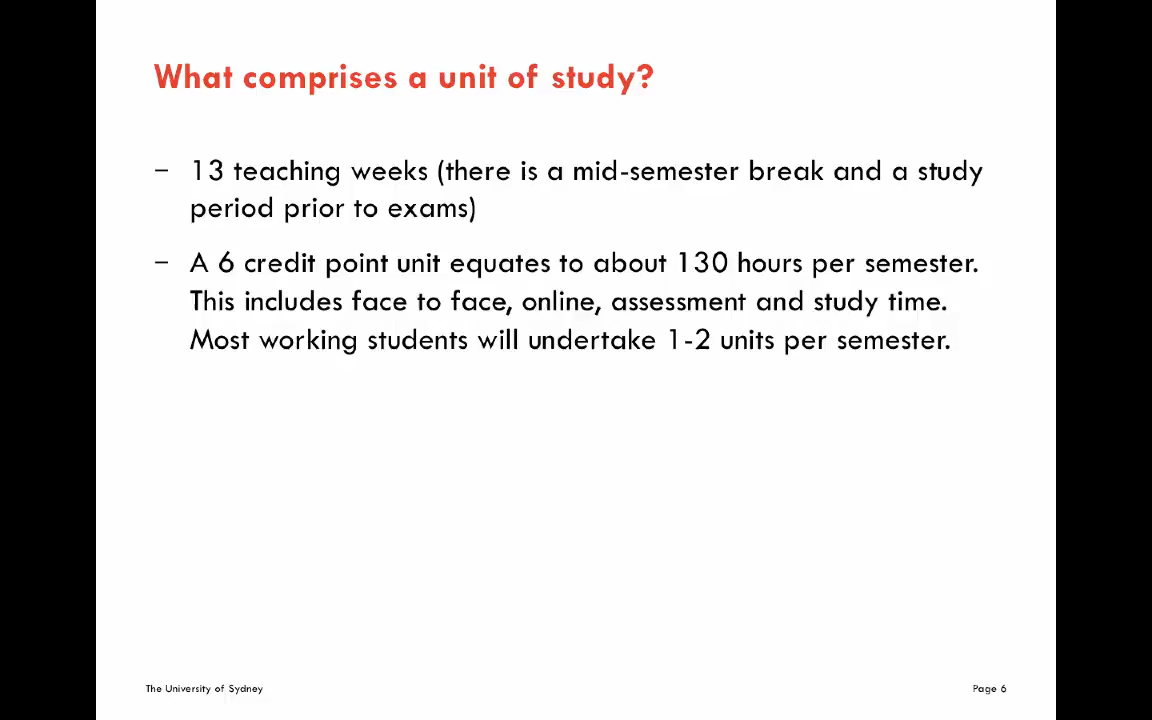 What comprises a unit of study?
– 13 teaching weeks (there is a mid-semester break and a study
period prior to exams)
– A 6 credit point unit equates to about 130 hours per semester.
This includes face to face, online, assessment and study time.
Most working students will undertake 1-2 units per semester.
The University of Sydney
Page 6